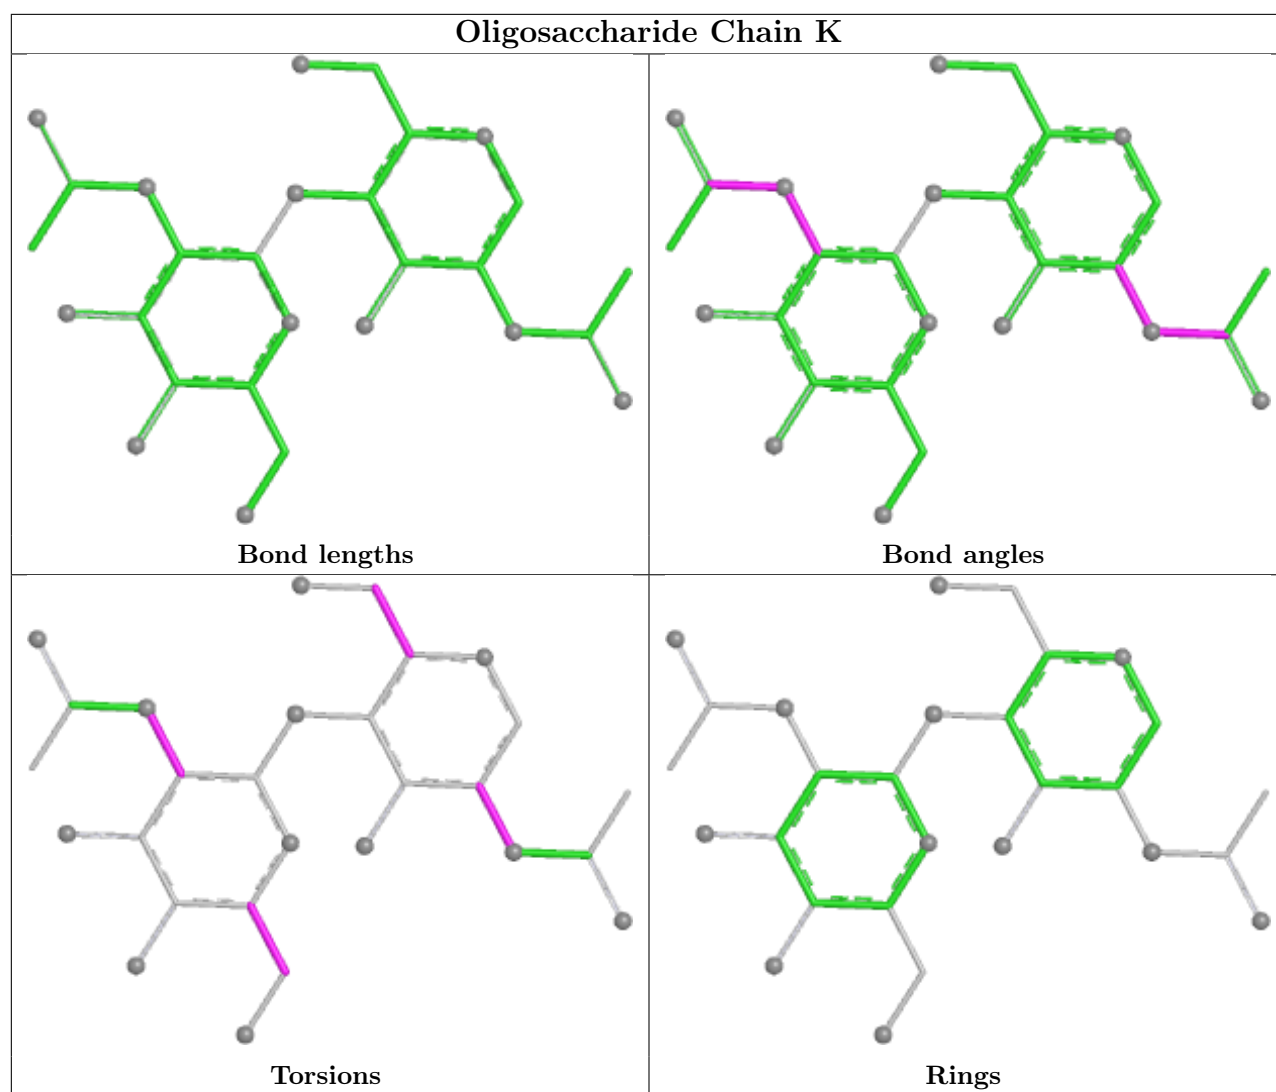 Oligosaccharide Chain K
Bond lengths
Bond angles
Torsions
Rings